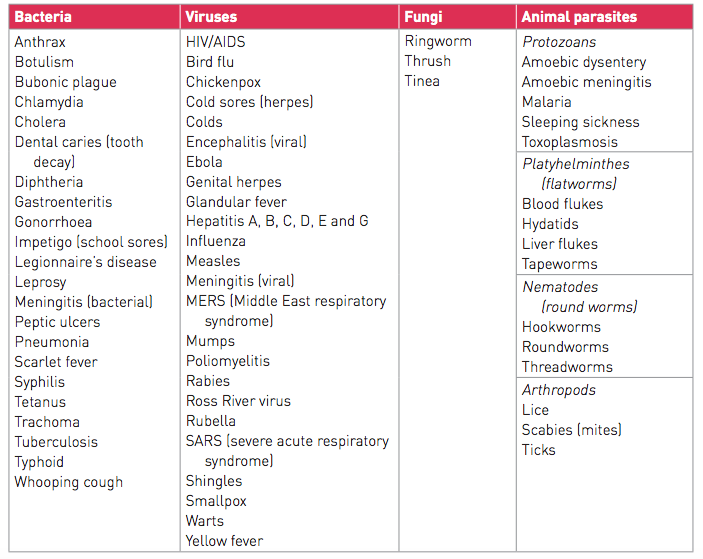 Bacteria
Anthrax
Botulism
Bubonic plague
Chlamydia
Cholera
Dental caries (tooth
decay)
Diphtheria
Gastroenteritis
Gonorrhoea
Impetigo (school sores)
Legionnaire's disease
Leprosy
Meningitis (bacterial)
Peptic ulcers
Pneumonia
Scarlet fever
Syphilis
Tetanus
Trachoma
Tuberculosis
Typhoid
Whooping cough
Viruses
HIV/AIDS
Bird flu
Chickenpox
Cold sores (herpes)
Colds
Encephalitis (viral)
Ebola
Genital herpes
Glandular fever
Hepatitis A, B, C, D, E and G
Influenza
Measles
Meningitis (viral)
MERS (Middle East respiratory
syndrome)
Mumps
Poliomyelitis
Rabies
Ross River virus
Rubella
SARS (severe acute respiratory
syndrome)
Shingles
Smallpox
Warts
Yellow fever
Fungi
Ringworm
Thrush
Tinea
Animal parasites
Protozoans
Amoebic dysentery
Amoebic meningitis
Malaria
Sleeping sickness
Toxoplasmosis
Platyhelminthes
(flatworms)
Blood flukes
Hydatids
Liver flukes
Tapeworms
Nematodes
(round worms)
Hookworms
Roundworms
Threadworms
Arthropods
Lice
Scabies (mites)
Ticks